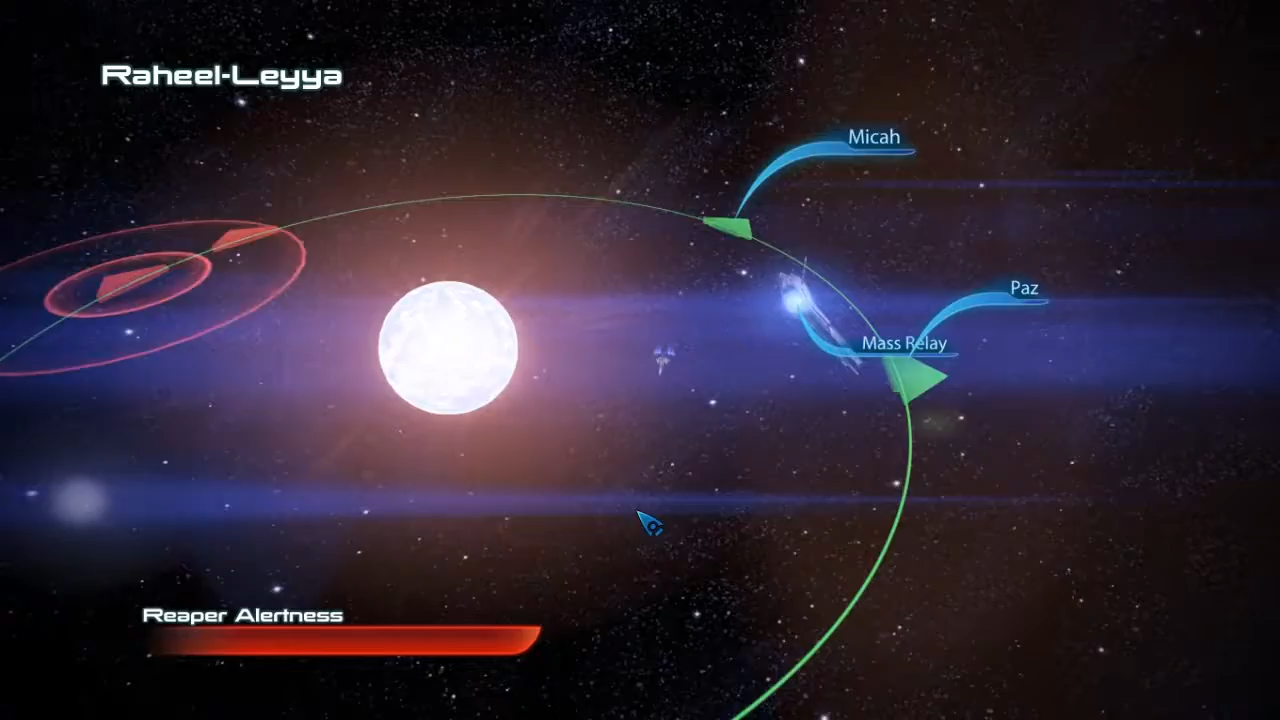 Raheel-Leyya
Micah
Paz
Mass Relay
Reaper Alertness